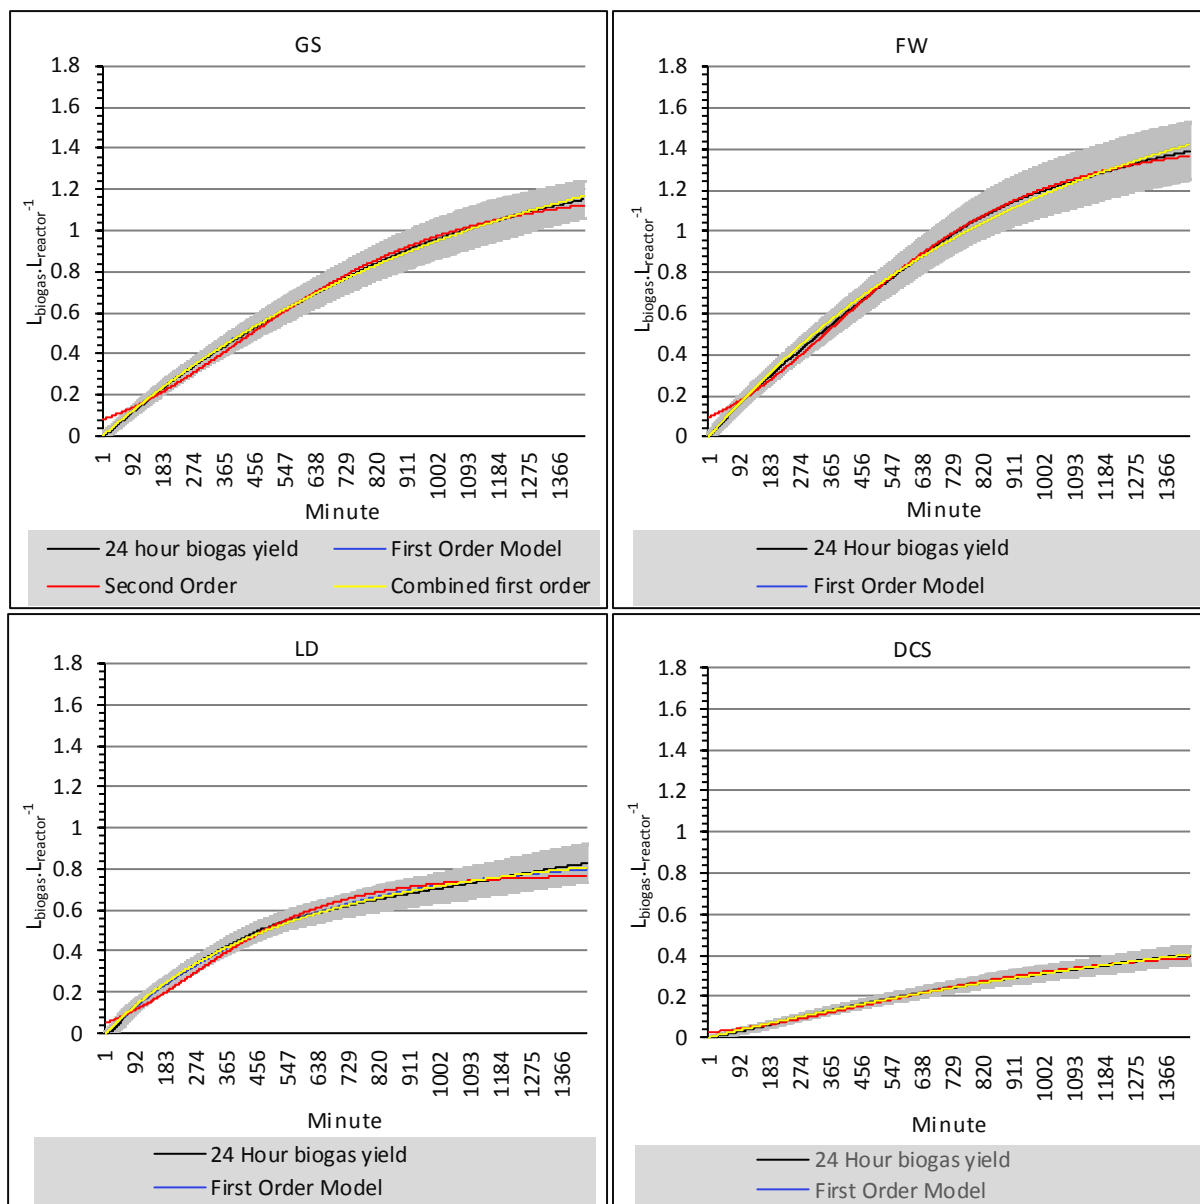 GS
1.8
1.6
1.4
1.2
1
0.8
0.6
0.4
0.2
0
L biogas. L reactor -1
1 92 183 274 365 456 547 638 729 820 911 1002 1093 1184 1275 1366
Minute
24 hour biogas yield First Order Model
Second Order Combined first order
FW
1.8
1.6
1.4
1.2
1
0.8
0.6
0.4
0.2
0
L biogas. L reactor -1
1 92 183 274 365 456 547 638 729 820 911 1002 1093 1184 1275 1366
Minute
24 Hour biogas yield
First Order Model
LD
1.8
1.6
1.4
1.2
1
0.8
0.6
0.4
0.2
0
L biogas. L reactor -1
1 92 183 274 365 456 547 638 729 820 911 1002 1093 1184 1275 1366
Minute
24 Hour biogas yield
First Order Model
DCS
1.8
1.6
1.4
1.2
1
0.8
0.6
0.4
0.2
0
L biogas. L reactor -1
1 92 183 274 365 456 547 638 729 820 911 1002 1093 1184 1275 1366
Minute
24 Hour biogas yield
First Order Model